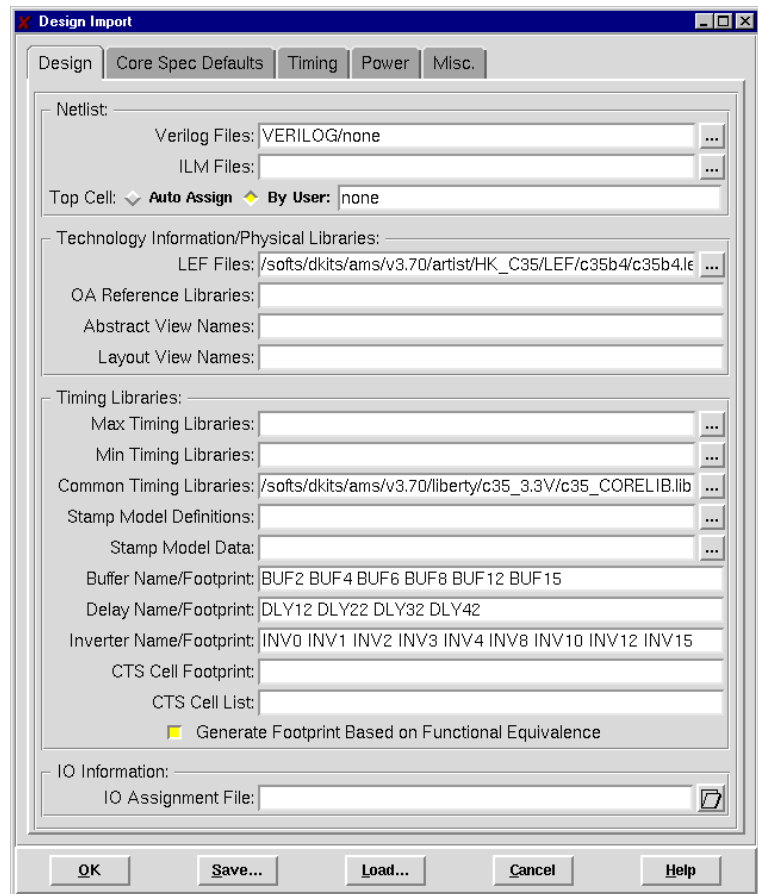 Design Import
Design Core Spec Defaults Timing Power Misc.
Netlist:
Verilog Files: VERILOG/none ...
ILM Files: ...
Top Cell: Auto Assign By User: none
Technology Information/Physical Libraries:
LEF Files: /softs/dkits/ams/v3.70/artist/HK_C35/LEF/c35b4/c35b4.le ...
OA Reference Libraries:
Abstract View Names:
Layout View Names:
Timing Libraries:
Max Timing Libraries: ...
Min Timing Libraries: ...
Common Timing Libraries: /softs/dkits/ams/v3.70/liberty/c35_3.3V/c35_CORELIB.lib ...
Stamp Model Definitions: ...
Stamp Model Data: ...
Buffer Name/Footprint: BUF2 BUF4 BUF6 BUF8 BUF12 BUF15
Delay Name/Footprint: DLY12 DLY22 DLY32 DLY42
Inverter Name/Footprint: INV0 INV1 INV2 INV3 INV4 INV8 INV10 INV12 INV15
CTS Cell Footprint:
CTS Cell List:
Generate Footprint Based on Functional Equivalence
IO Information:
IO Assignment File:
OK Save... Load... Cancel Help